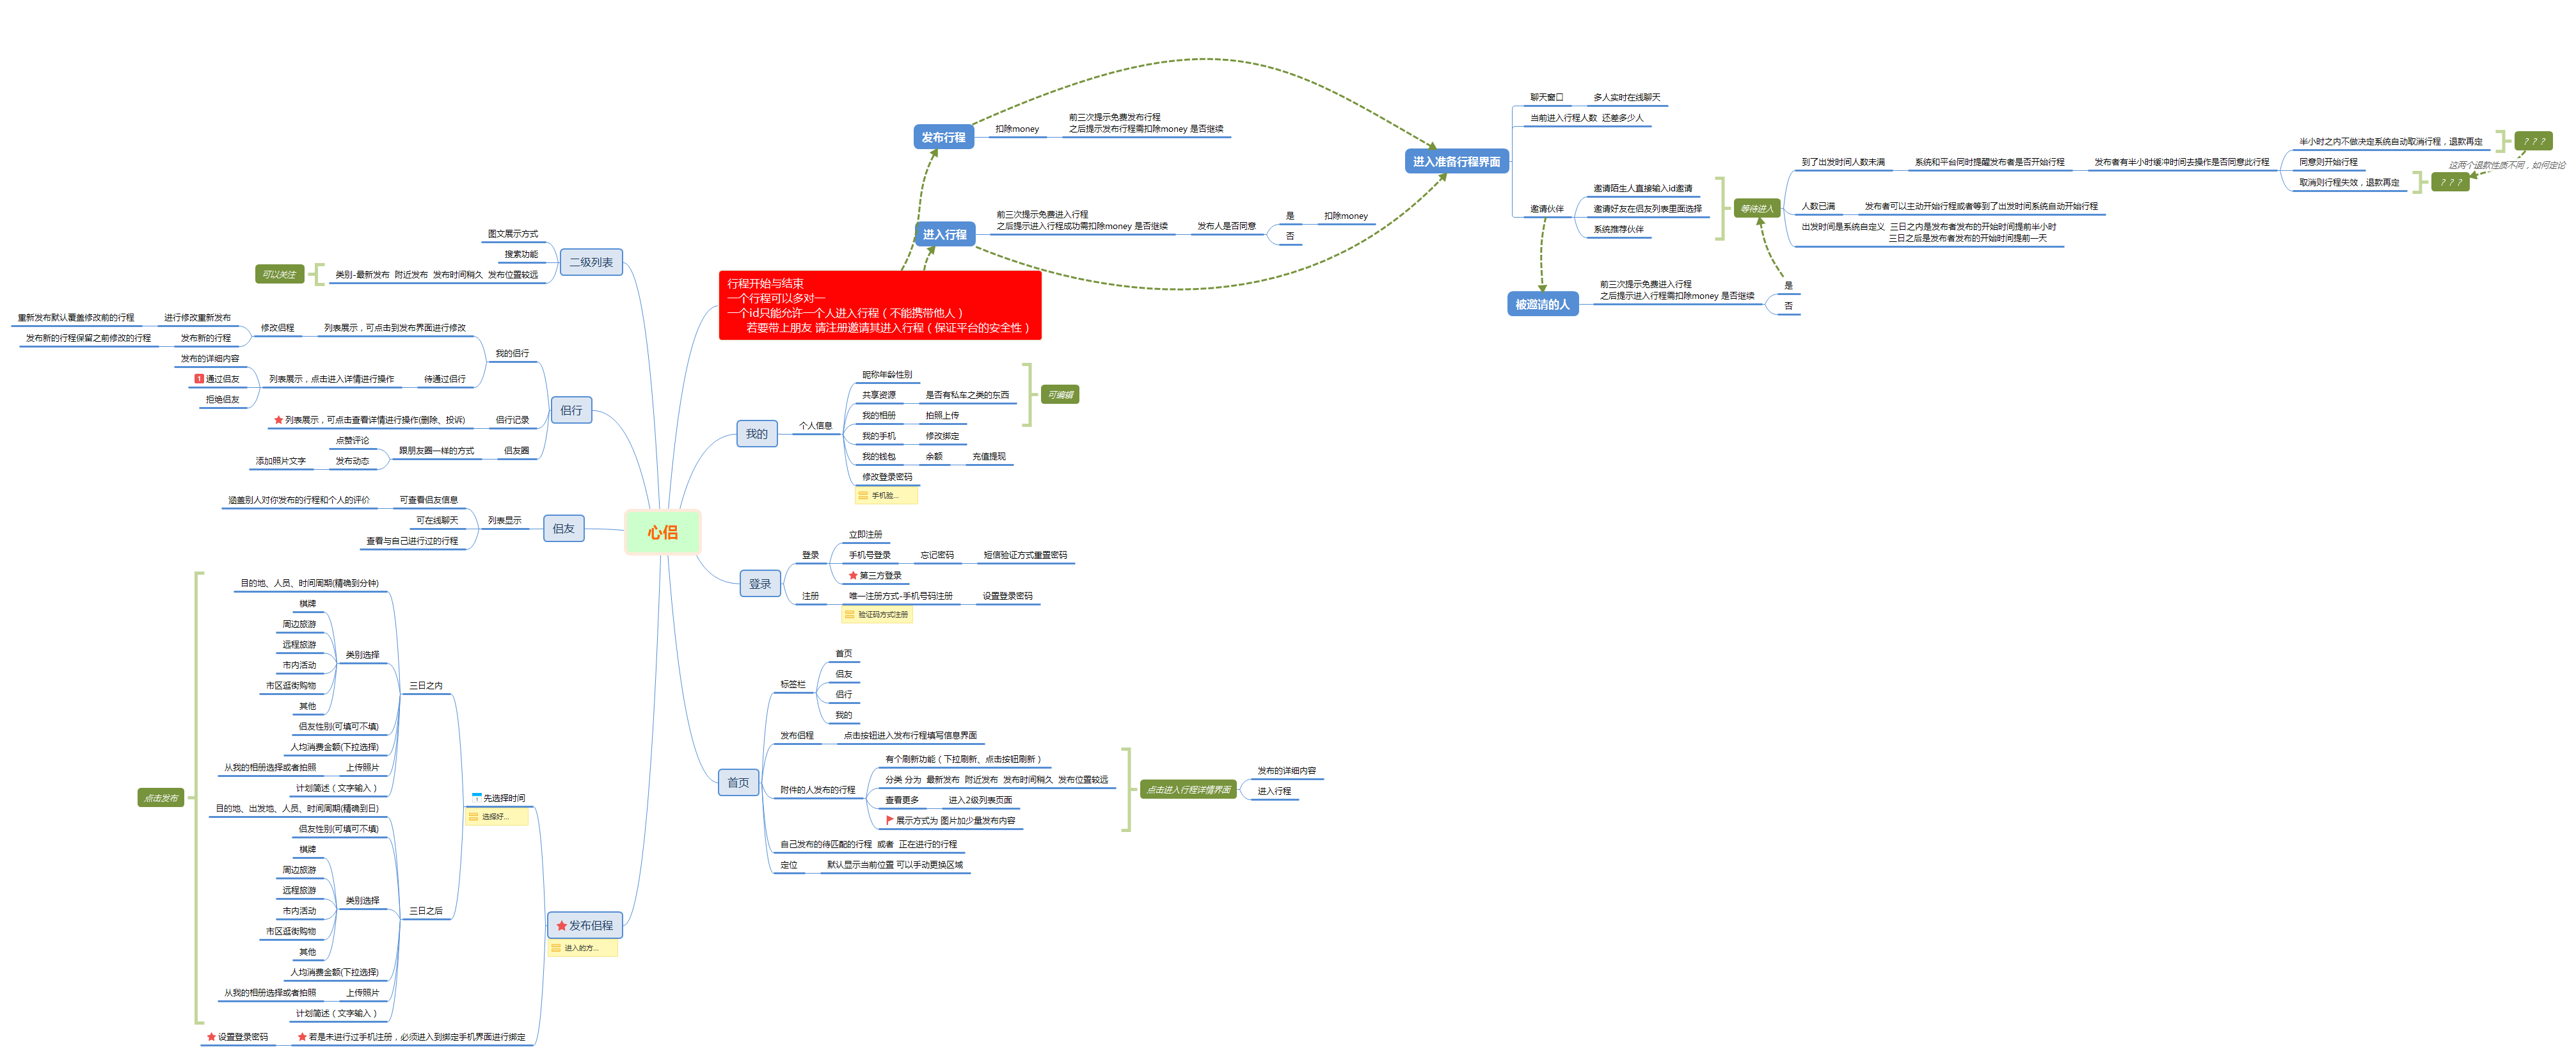 心侣
行程开始与结束
一个行程可以多对一
一个id只能允许一个人进入行程（不能携带他人）
若要带上朋友 请注册邀请其进入行程（保证平台的安全性）
发布行程
扣除money
前三次提示免费发布行程
之后提示发布行程需扣除money 是否继续
进入行程
前三次提示免费进入行程
之后提示进入行程成功需扣除money 是否继续
发布人是否同意
是
扣除money
否
进入准备行程界面
聊天窗口
多人实时在线聊天
当前进入行程人数 还差多少人
邀请伙伴
邀请陌生人直接输入id邀请
邀请好友在侣友列表里面选择
系统推荐伙伴
等待进入
到了出发时间人数未满
系统和平台同时提醒发布者是否开始行程
发布者有半小时缓冲时间去操作是否同意此行程
半小时之内不做决定系统自动取消行程，退款再定
同意则开始行程
取消则行程失效，退款再定
？？？
这两个退款性质不同，如何定论
？？？
人数已满
发布者可以主动开始行程或者等到了出发时间系统自动开始行程
出发时间是系统自定义 三日之内是发布者发布的开始时间提前半小时
三日之后是发布者发布的开始时间提前一天
被邀请的人
前三次提示免费进入行程
之后提示进入行程需扣除money 是否继续
是
否
我的
个人信息
昵称年龄性别
共享资源
是否有私车之类的东西
我的相册
拍照上传
我的手机
修改绑定
我的钱包
余额
充值提现
修改登录密码
手机验...
可编辑
登录
登录
立即注册
手机号登录
忘记密码
短信验证方式重置密码
第三方登录
注册
唯一注册方式-手机号码注册
设置登录密码
验证码方式注册
首页
标签栏
首页
侣友
侣行
我的
发布侣程
点击按钮进入发布行程填写信息界面
附件的人发布的行程
有个刷新功能（下拉刷新、点击按钮刷新）
分类 分为 最新发布 附近发布 发布时间稍久 发布位置较远
查看更多
进入2级列表页面
展示方式为 图片加少量发布内容
点击进入行程详情界面
发布的详细内容
进入行程
自己发布的待匹配的行程 或者 正在进行的行程
定位
默认显示当前位置 可以手动更换区域
二级列表
图文展示方式
搜素功能
类别-最新发布 附近发布 发布时间稍久 发布位置较远
可以关注
侣行
我的侣行
列表展示，可点击到发布界面进行修改
修改侣程
进行修改重新发布
重新发布默认覆盖修改前的行程
发布新的行程
发布新的行程保留之前修改的行程
待通过侣行
列表展示，点击进入详情进行操作
发布的详细内容
1 通过侣友
拒绝侣友
侣行记录
列表展示，可点击查看详情进行操作(删除、投诉)
侣友圈
跟朋友圈一样的方式
点赞评论
发布动态
添加照片文字
侣友
列表显示
可查看侣友信息
涵盖别人对你发布的行程和个人的评价
可在线聊天
查看与自己进行过的行程
发布侣程
进入的方...
先选择时间
选择好...
三日之内
目的地、人员、时间周期(精确到分钟)
类别选择
棋牌
周边旅游
远程旅游
市内活动
市区逛街购物
其他
侣友性别(可填可不填)
人均消费金额(下拉选择)
上传照片
从我的相册选择或者拍照
计划简述（文字输入）
三日之后
目的地、出发地、人员、时间周期(精确到日)
侣友性别(可填可不填)
类别选择
棋牌
周边旅游
远程旅游
市内活动
市区逛街购物
其他
人均消费金额(下拉选择)
上传照片
从我的相册选择或者拍照
计划简述（文字输入）
点击发布
若是未进行过手机注册，必须进入到绑定手机界面进行绑定
设置登录密码